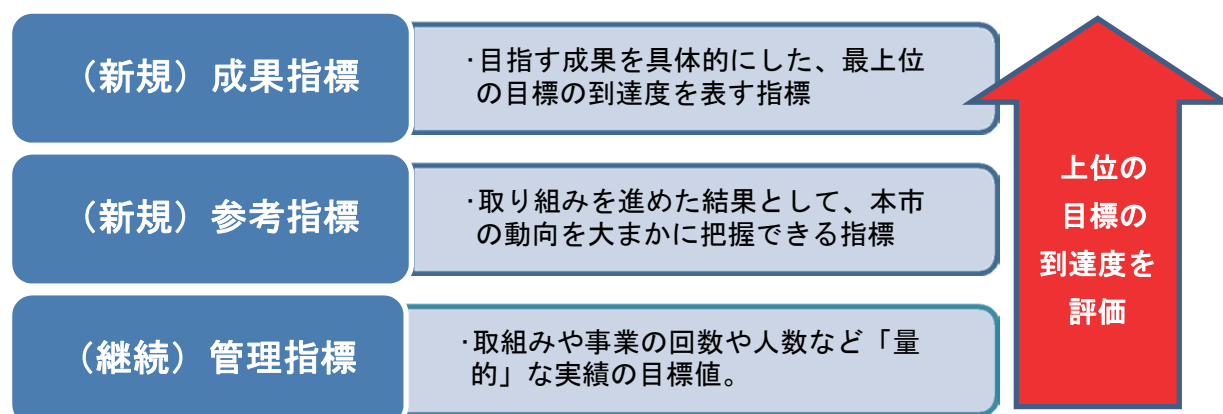 （新規）成果指標
・目指す成果を具体的にした、最上位
の目標の到達度を表す指標
（新規）参考指標
・取り組みを進めた結果として、本市
の動向を大まかに把握できる指標
（継続）管理指標
・取組みや事業の回数や人数など「量
的」な実績の目標値。
上位の
目標の
到達度を
評価